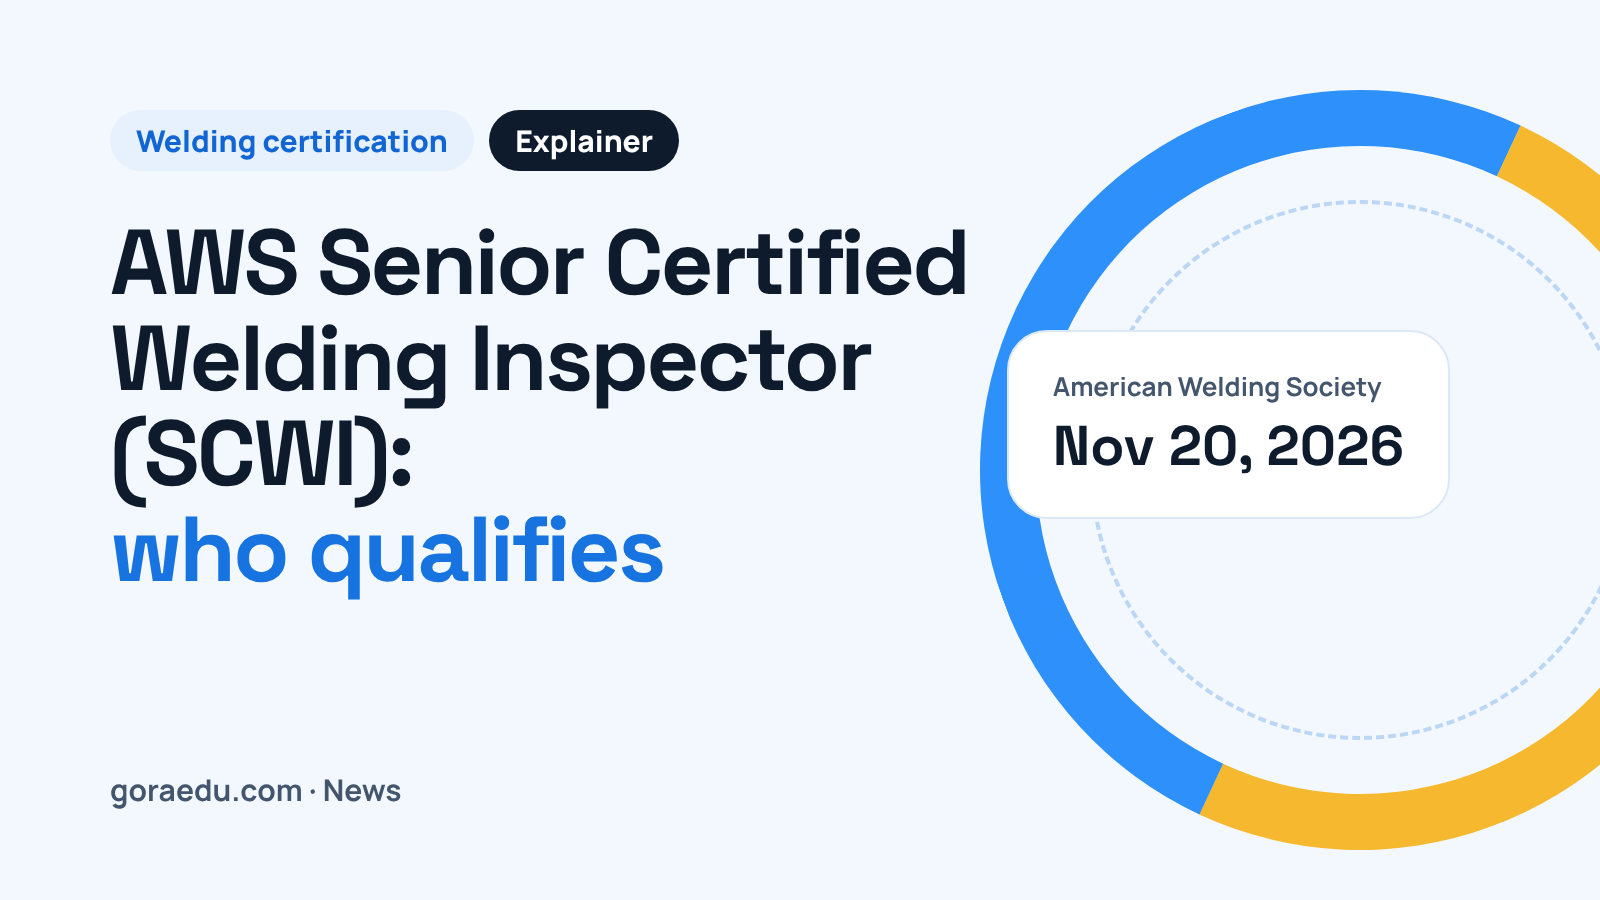 Welding certification
Explainer
AWS Senior Certified
Welding Inspector
(SCWI):
who qualifies
American Welding Society
Nov 20, 2026
goraedu.com · News